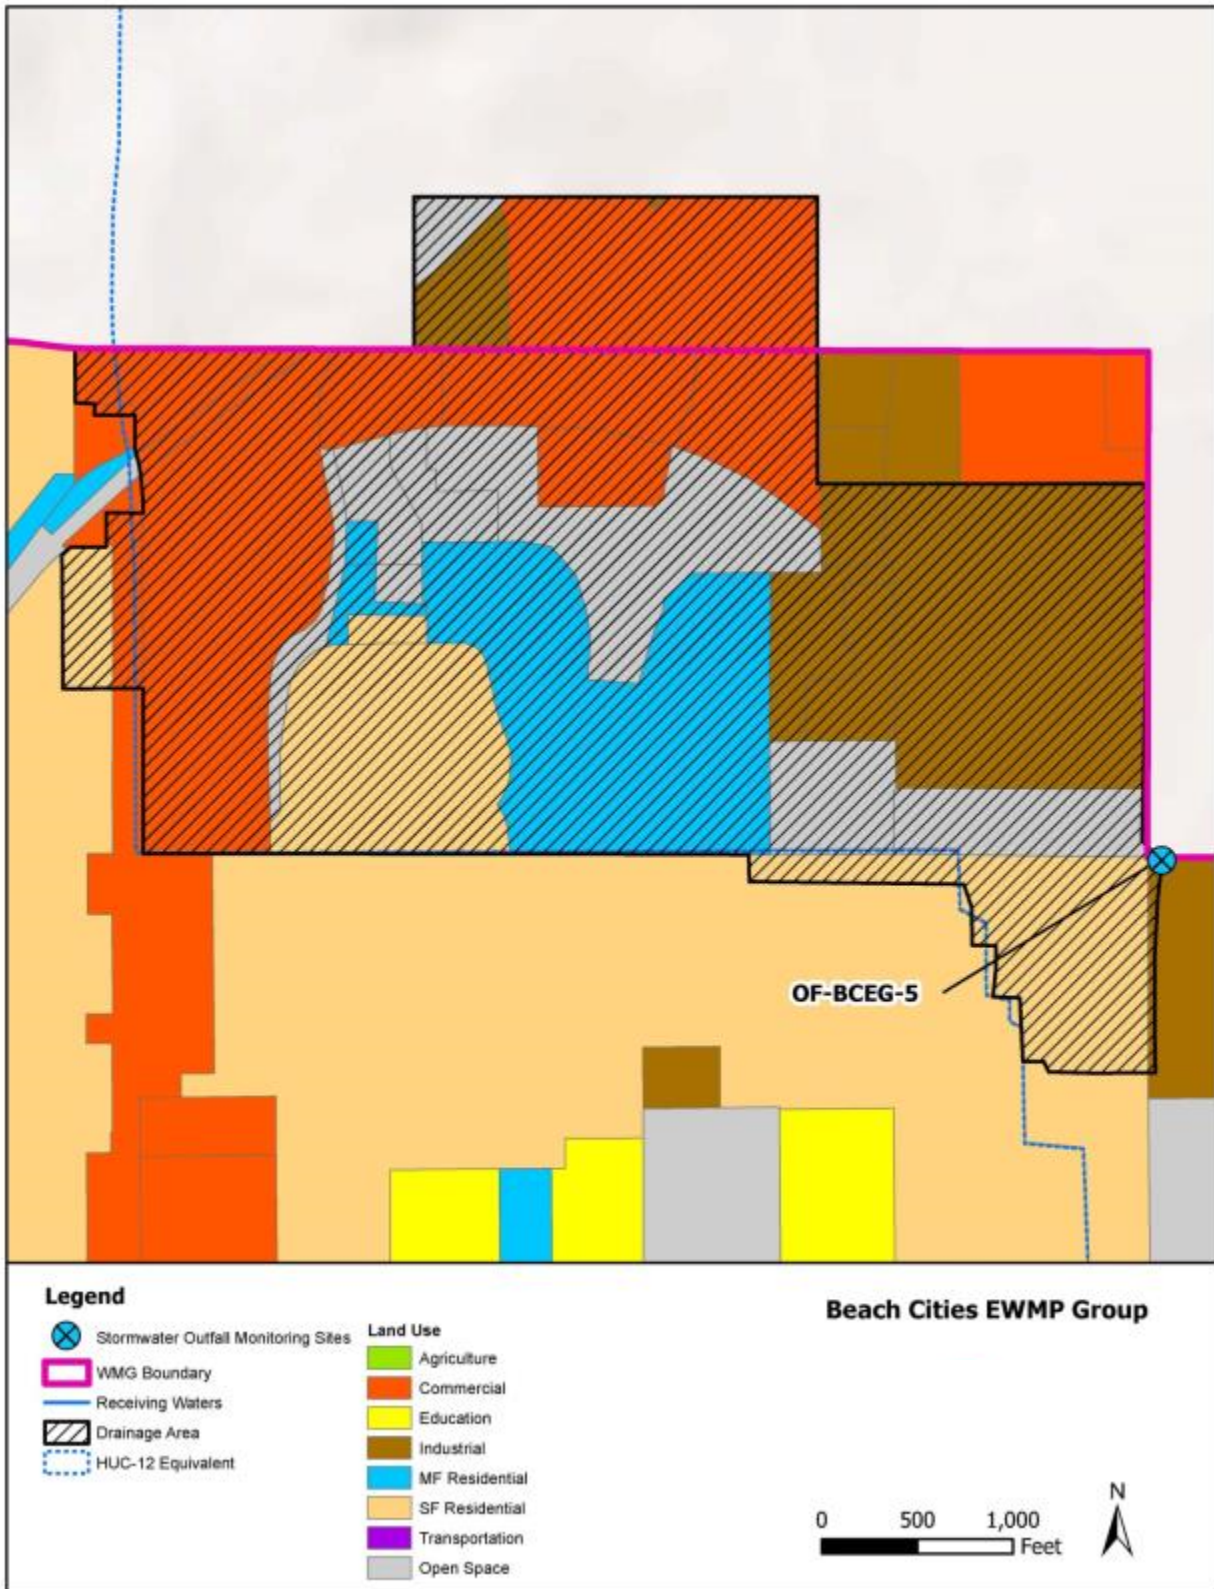 OF-BCEG-5
Legend
Stormwater Outfall Monitoring Sites
WMG Boundary
Receiving Waters
Drainage Area
HUC-12 Equivalent
Land Use
Agriculture
Commercial
Education
Industrial
MF Residential
SF Residential
Transportation
Open Space
Beach Cities EWMP Group
0 500 1,000
Feet
N